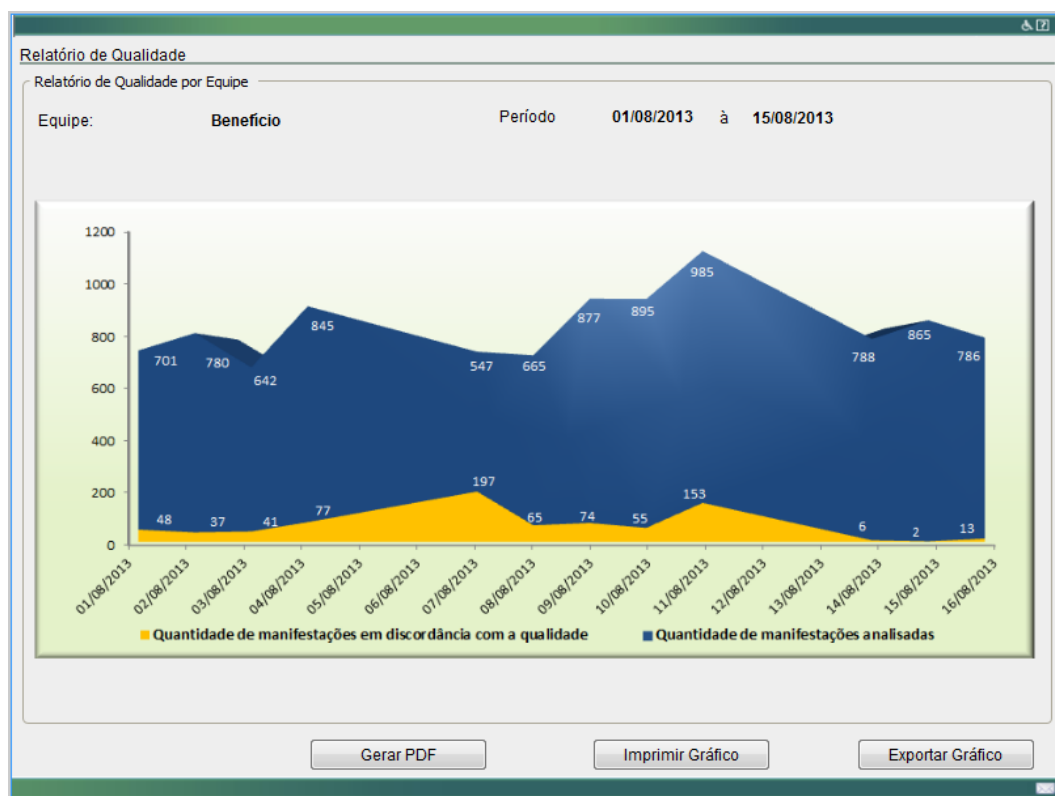 Relatório de Qualidade
Relatório de Qualidade por Equipe
Equipe: Beneficio Período 01/08/2013 à 15/08/2013
1200
1000
800
600
400
200
0
701 780 642 845 547 665 877 895 985 788 865 786
48 37 41 77 197 65 74 55 153 6 2 13
01/08/2013 02/08/2013 03/08/2013 04/08/2013 05/08/2013 06/08/2013 07/08/2013 08/08/2013 09/08/2013 10/08/2013 11/08/2013 12/08/2013 13/08/2013 14/08/2013 15/08/2013 16/08/2013
Quantidade de manifestações em discordância com a qualidade Quantidade de manifestações analisadas
Gerar PDF Imprimir Gráfico Exportar Gráfico